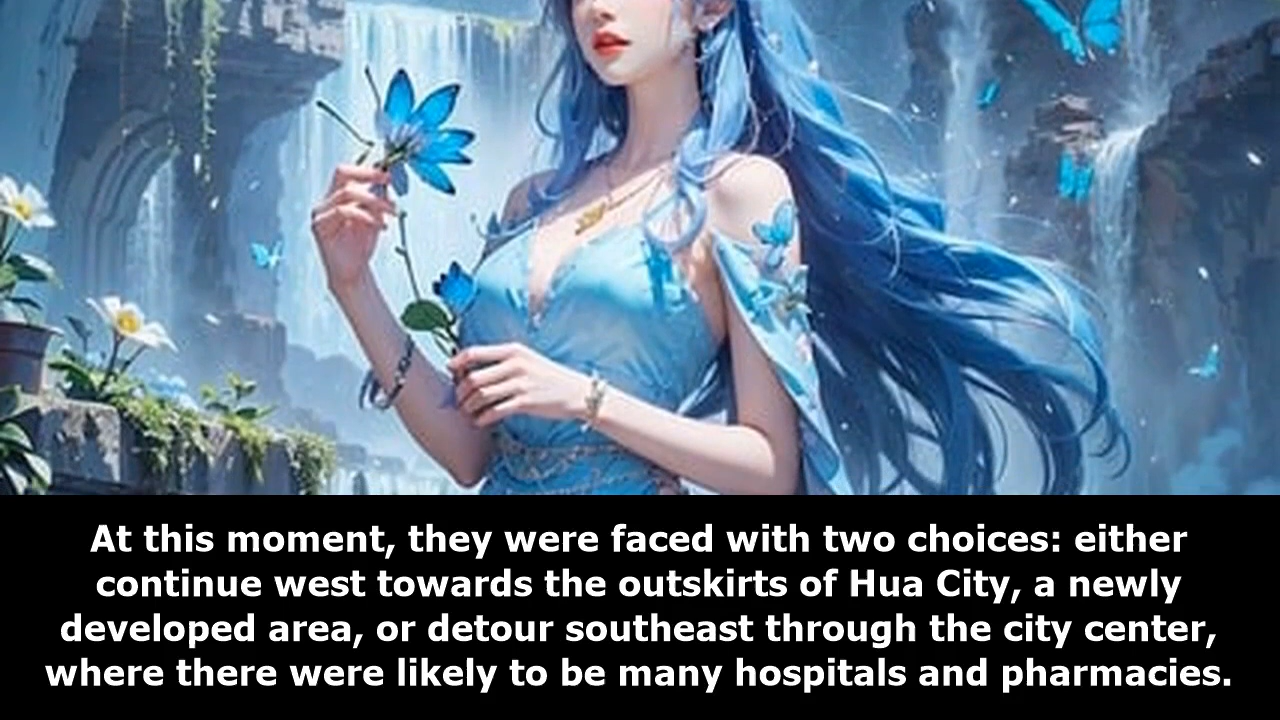 At this moment, they were faced with two choices: either
continue west towards the outskirts of Hua City, a newly
developed area, or detour southeast through the city center,
where there were likely to be many hospitals and pharmacies.